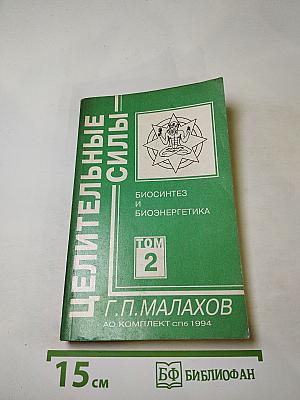 ЦЕЛИТЕЛЬНЫЕ
СИЛЫ
БИОСИНТЕЗ
И
БИОЭНЕРГЕТИКА
ТОМ
2
Г.П.МАЛАХОВ
АО КОМПЛЕКТ СПб 1994
15 см
БФ БИБЛИОФАН